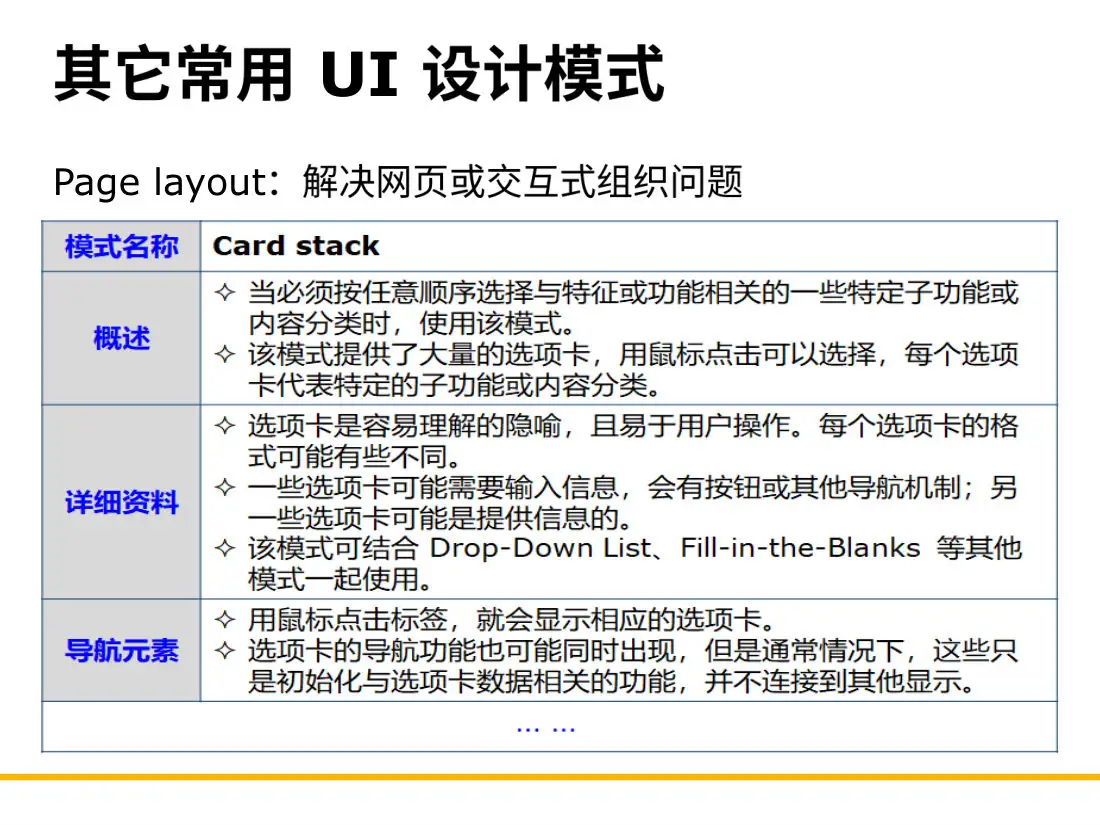 其它常用 UI 设计模式
Page layout：解决网页或交互式组织问题
模式名称
Card stack
概述
✧ 当必须按任意顺序选择与特征或功能相关的一些特定子功能或
内容分类时，使用该模式。
✧ 该模式提供了大量的选项卡，用鼠标点击可以选择，每个选项
卡代表特定的子功能或内容分类。
详细资料
✧ 选项卡是容易理解的隐喻，且易于用户操作。每个选项卡的格
式可能有些不同。
✧ 一些选项卡可能需要输入信息，会有按钮或其他导航机制；另
一些选项卡可能是提供信息的。
✧ 该模式可结合 Drop-Down List、Fill-in-the-Blanks 等其他
模式一起使用。
导航元素
✧ 用鼠标点击标签，就会显示相应的选项卡。
✧ 选项卡的导航功能也可能同时出现，但是通常情况下，这些只
是初始化与选项卡数据相关的功能，并不连接到其他显示。
... ...